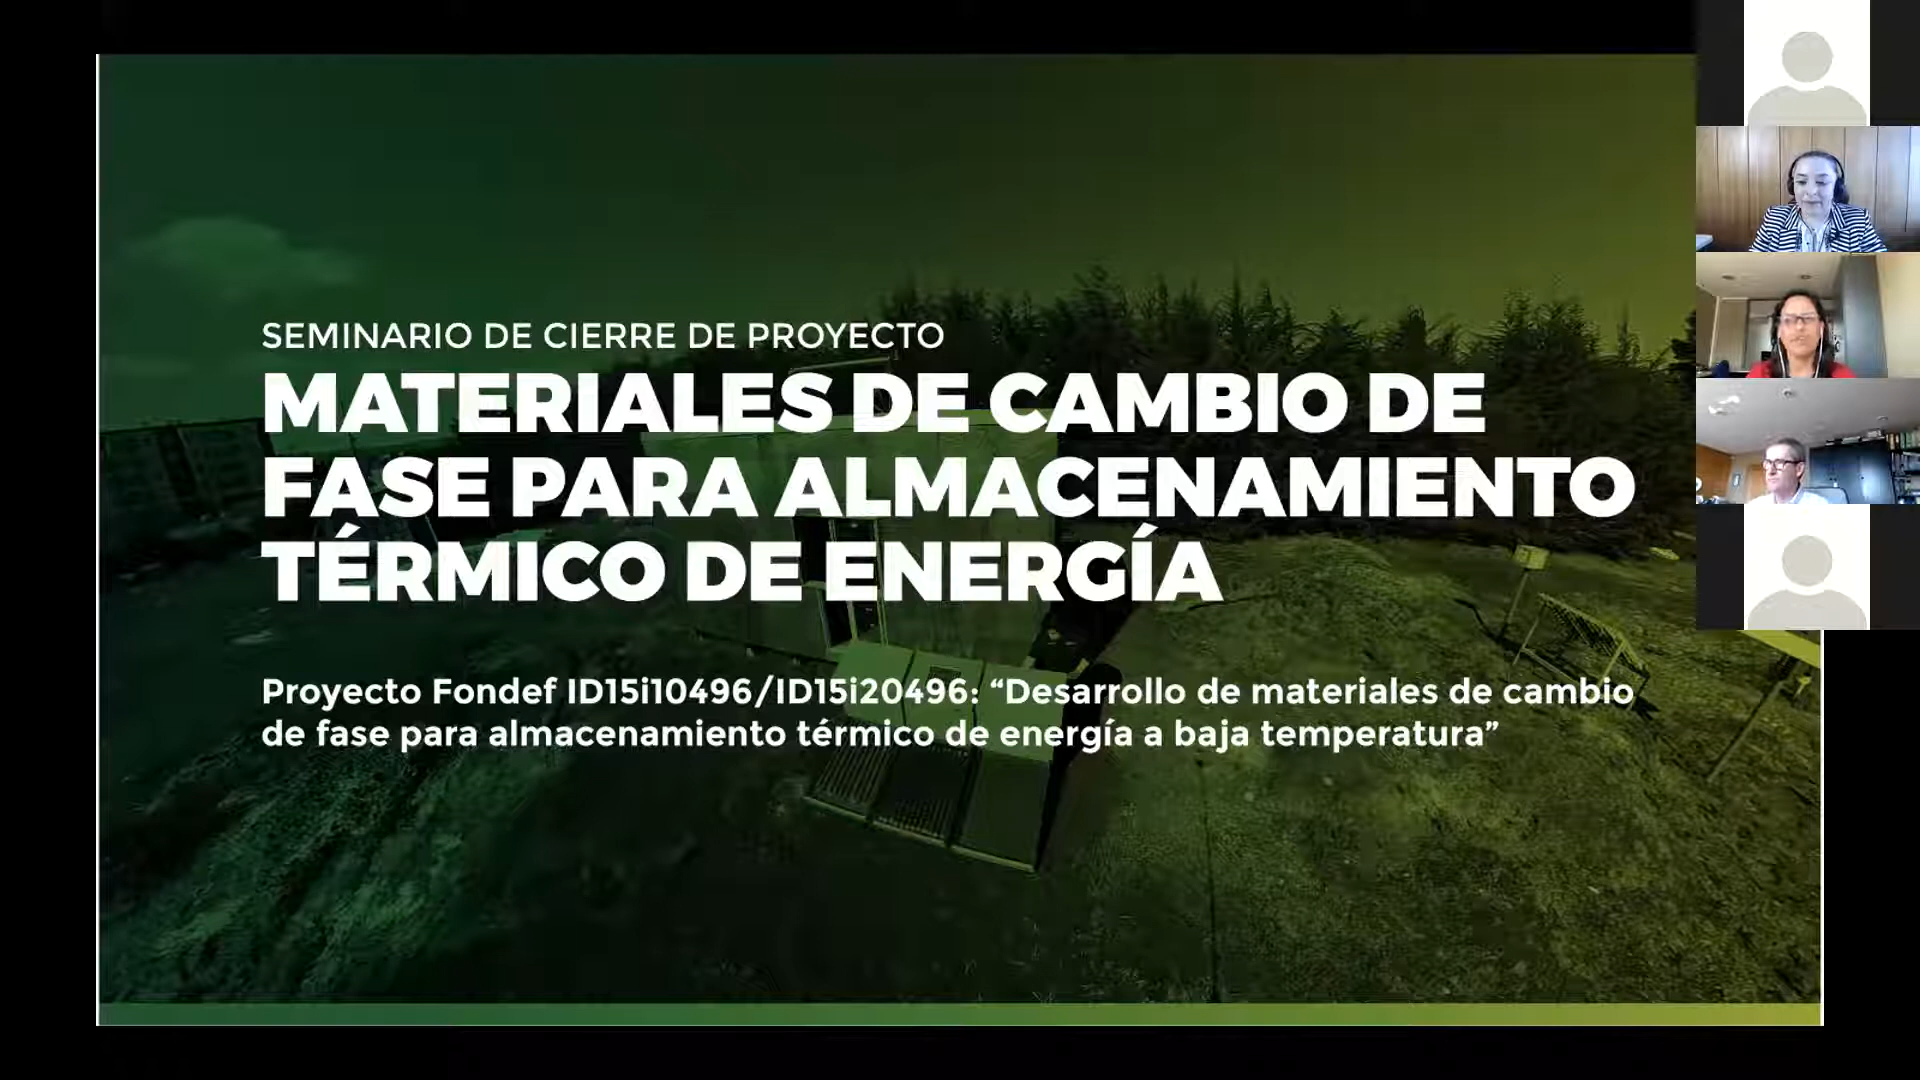 SEMINARIO DE CIERRE DE PROYECTO
MATERIALES DE CAMBIO DE
FASE PARA ALMACENAMIENTO
TÉRMICO DE ENERGÍA
Proyecto Fondef ID15i10496/ID15i20496: “Desarrollo de materiales de cambio
de fase para almacenamiento térmico de energía a baja temperatura”